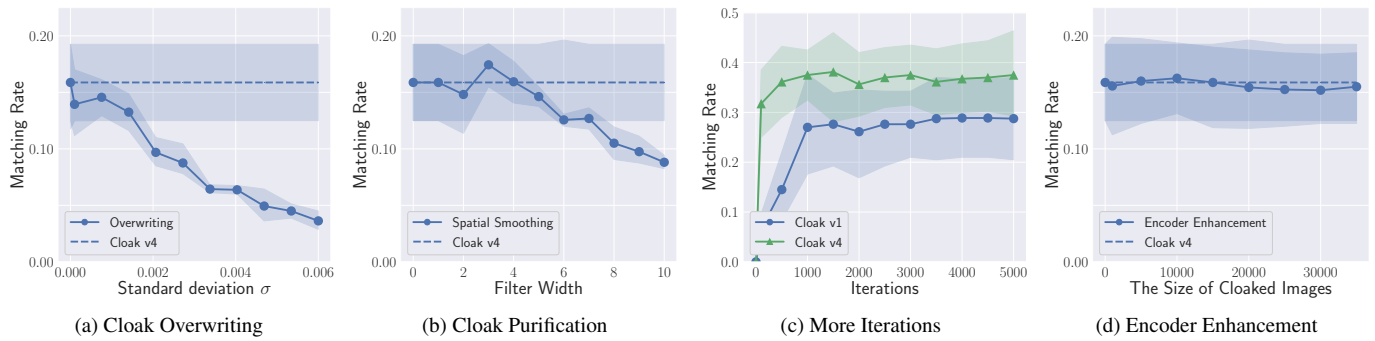 Matching Rate
0.20
0.10
0.00
0.000
0.002
0.004
0.006
Standard deviation σ
Overwriting
Cloak v4
(a) Cloak Overwriting
Matching Rate
0.20
0.10
0.00
0
2
4
6
8
10
Filter Width
Spatial Smoothing
Cloak v4
(b) Cloak Purification
Matching Rate
0.5
0.4
0.3
0.2
0.1
0.0
0
1000
2000
3000
4000
5000
Iterations
Cloak v1
Cloak v4
(c) More Iterations
Matching Rate
0.20
0.10
0.00
0
10000
20000
30000
The Size of Cloaked Images
Encoder Enhancement
Cloak v4
(d) Encoder Enhancement